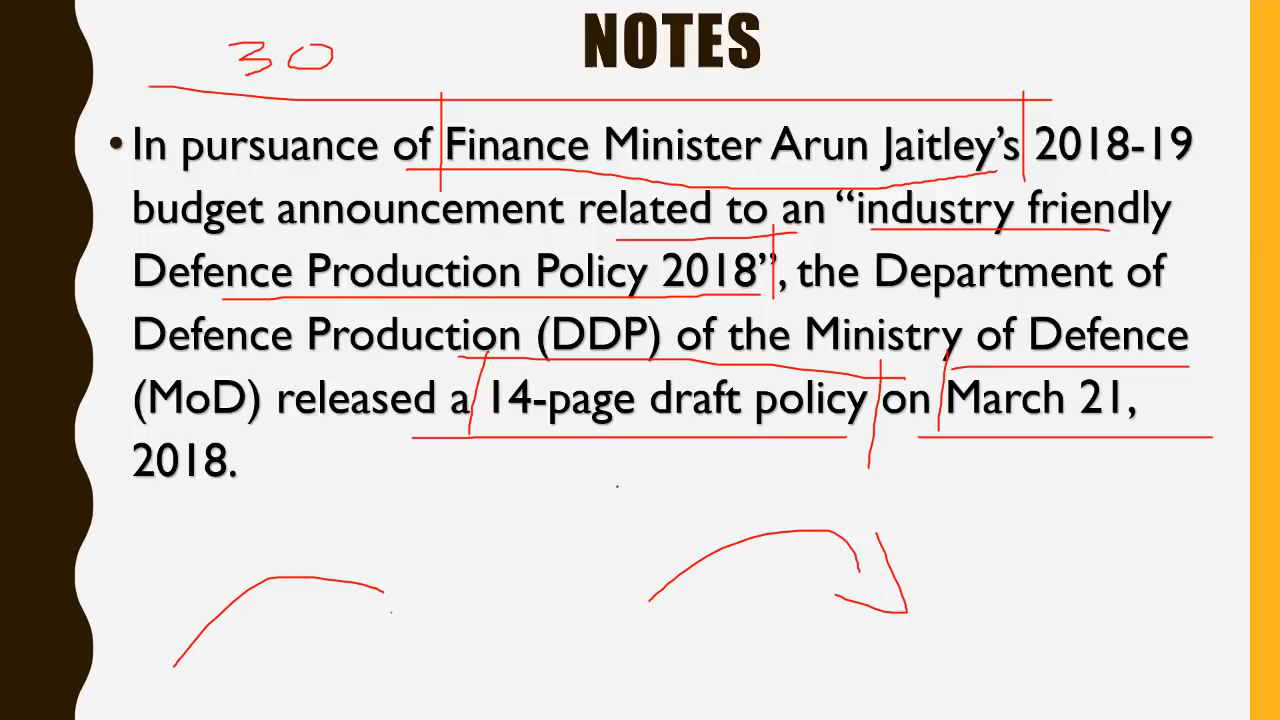 NOTES
30
• In pursuance of Finance Minister Arun Jaitley’s 2018-19
budget announcement related to an “industry friendly
Defence Production Policy 2018”, the Department of
Defence Production (DDP) of the Ministry of Defence
(MoD) released a 14-page draft policy on March 21,
2018.